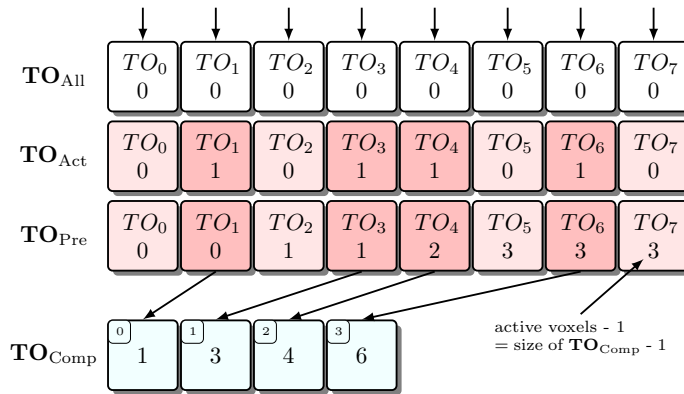 TO_All TO_0 TO_1 TO_2 TO_3 TO_4 TO_5 TO_6 TO_7
0 0 0 0 0 0 0 0
TO_Act TO_0 TO_1 TO_2 TO_3 TO_4 TO_5 TO_6 TO_7
0 1 0 1 1 0 1 0
TO_Pre TO_0 TO_1 TO_2 TO_3 TO_4 TO_5 TO_6 TO_7
0 0 1 1 2 3 3 3
0 1 2 3
TO_Comp 1 3 4 6
active voxels - 1
= size of TO_Comp - 1